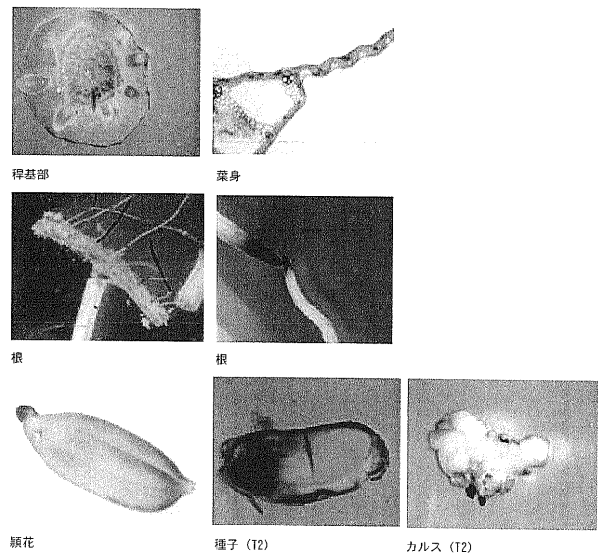 稈基部
葉身
根
根
穎花
種子 (T2)
カルス (T2)